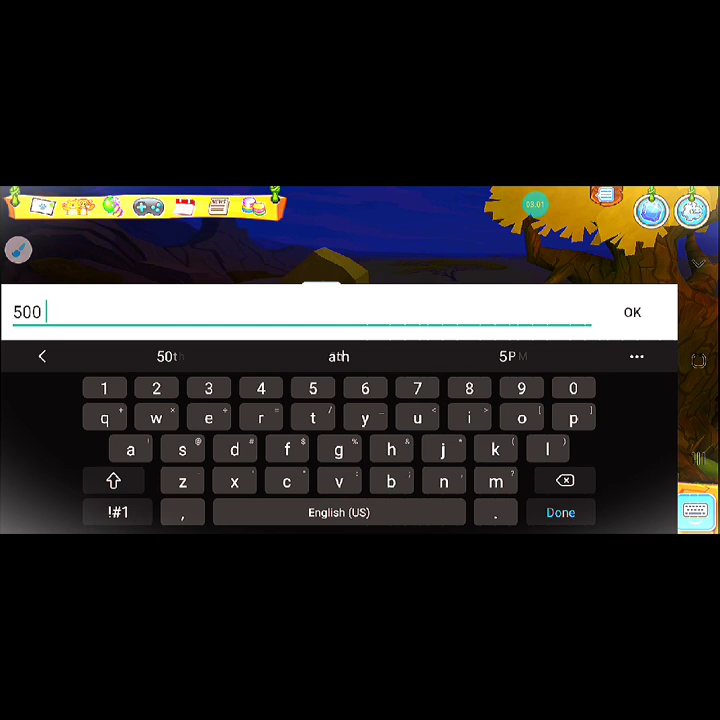 NEWS
03:01
500
OK
50th ath 5PM
1 2 3 4 5 6 7 8 9 0
q + w × e ÷ r = t / y _ u < i > o [ p ]
a ! s @ d # f $ g % h & j * k ( l )
z - x ' c " v : b ; n , m ?
!#1 , English (US) . Done